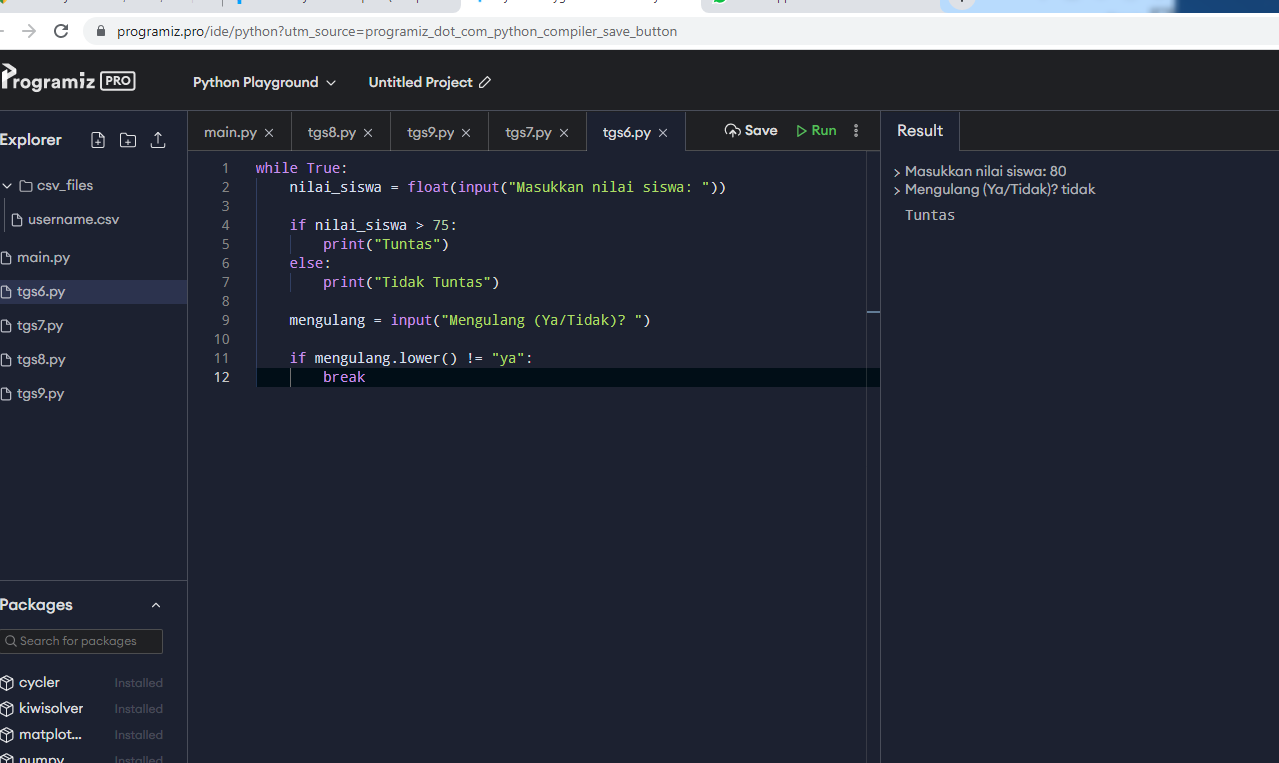 programiz.pro/ide/python?utm_source=programiz_dot_com_python_compiler_save_button
Programiz PRO
Python Playground
Untitled Project
Explorer
csv_files
username.csv
main.py
tgs6.py
tgs7.py
tgs8.py
tgs9.py
Packages
Search for packages
cycler Installed
kiwisolver Installed
matplot... Installed
numpy Installed
main.py tgs8.py tgs9.py tgs7.py tgs6.py
Save Run
1 while True:
2     nilai_siswa = float(input("Masukkan nilai siswa: "))
3
4     if nilai_siswa > 75:
5         print("Tuntas")
6     else:
7         print("Tidak Tuntas")
8
9     mengulang = input("Mengulang (Ya/Tidak)? ")
10
11     if mengulang.lower() != "ya":
12         break
Result
> Masukkan nilai siswa: 80
> Mengulang (Ya/Tidak)? tidak
Tuntas